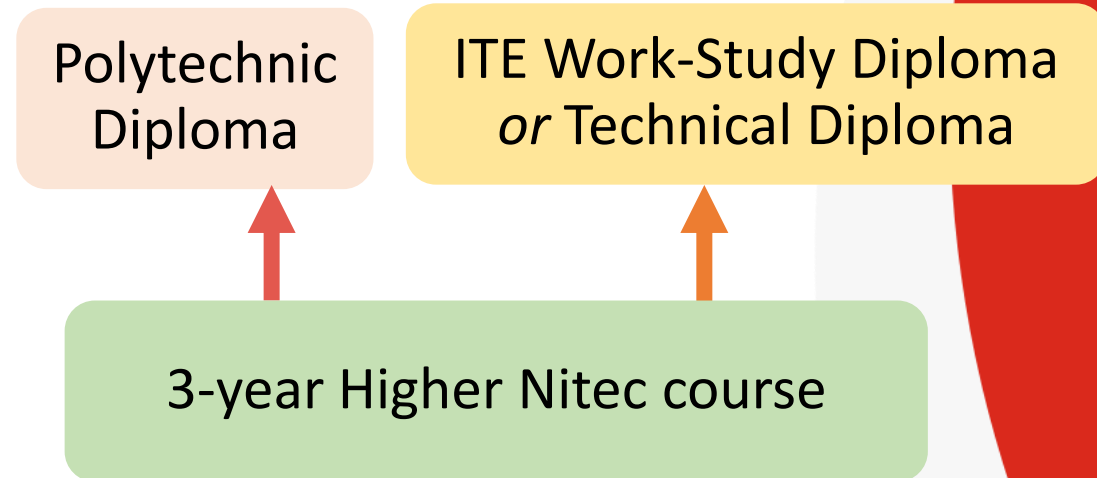 Polytechnic
Diploma
ITE Work-Study Diploma
or Technical Diploma
3-year Higher Nitec course